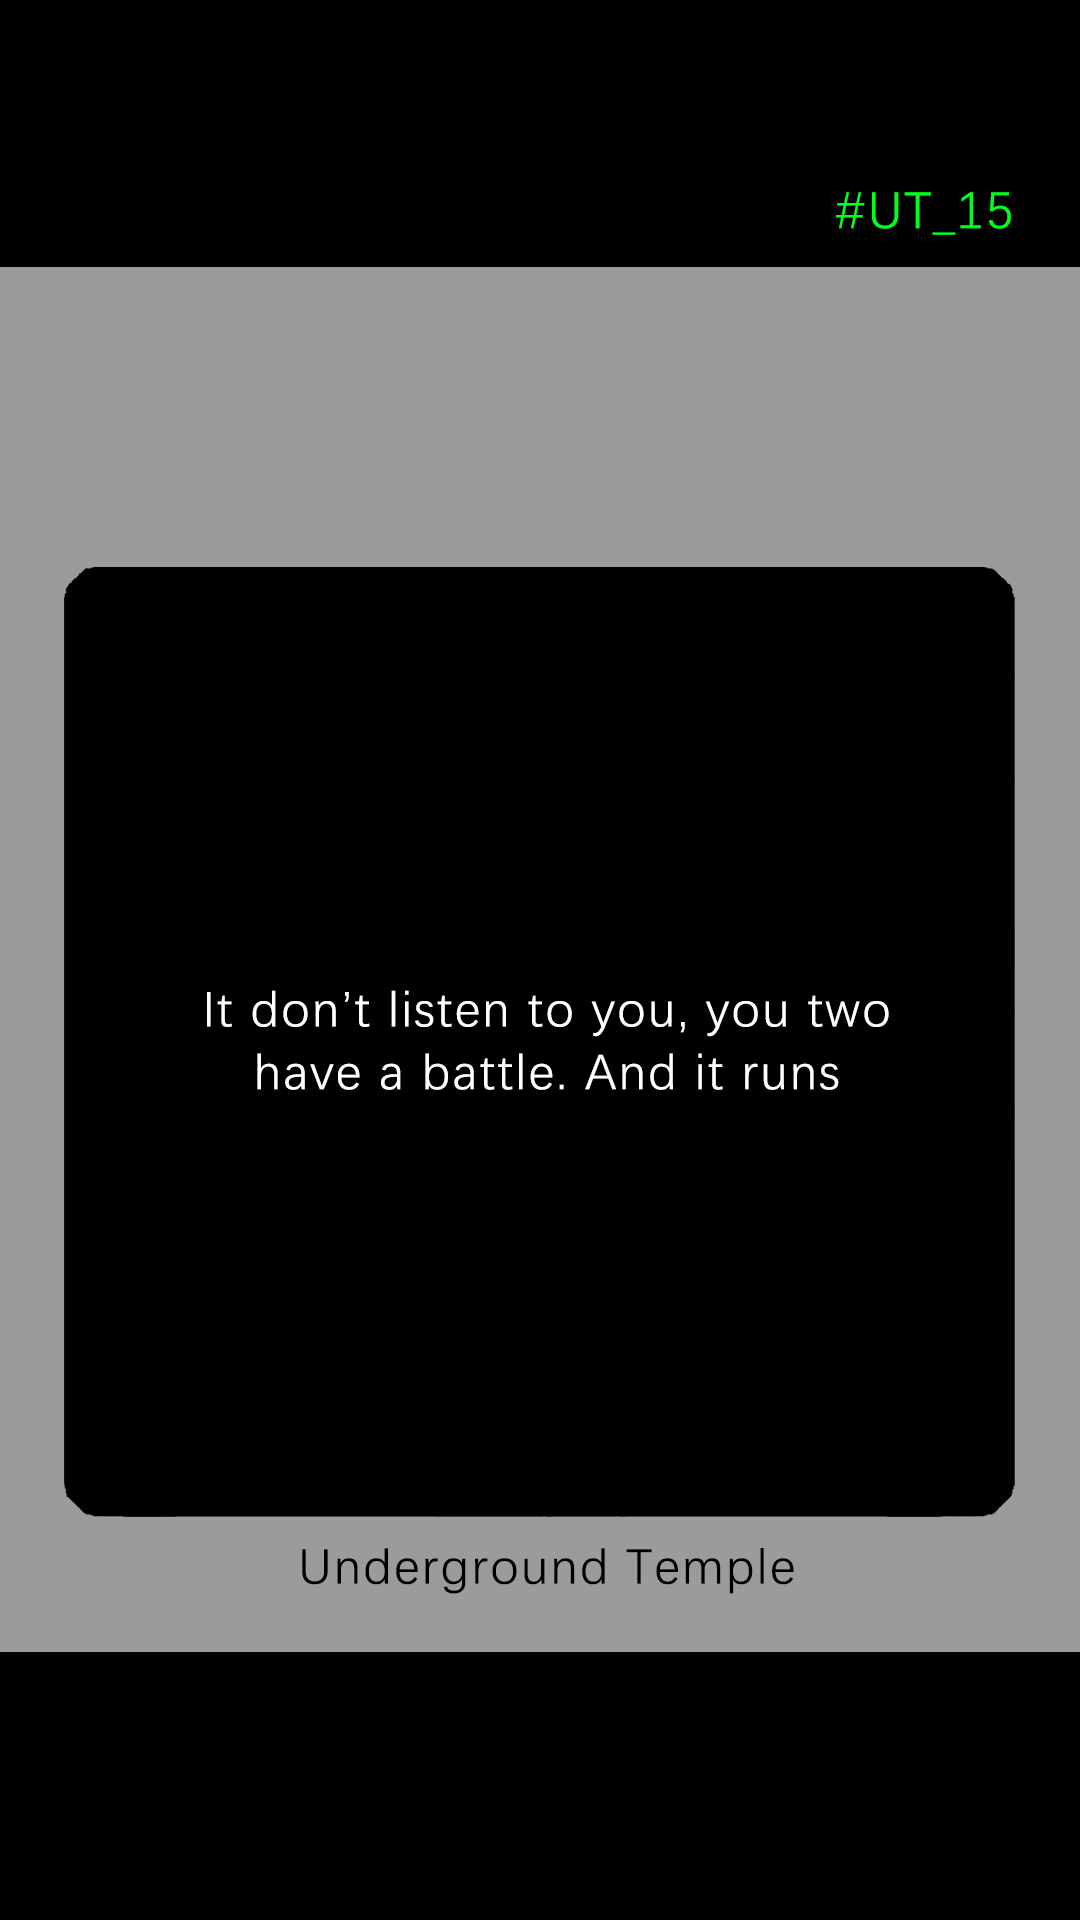 #UT_15
It don’t listen to you, you two
have a battle. And it runs
Underground Temple